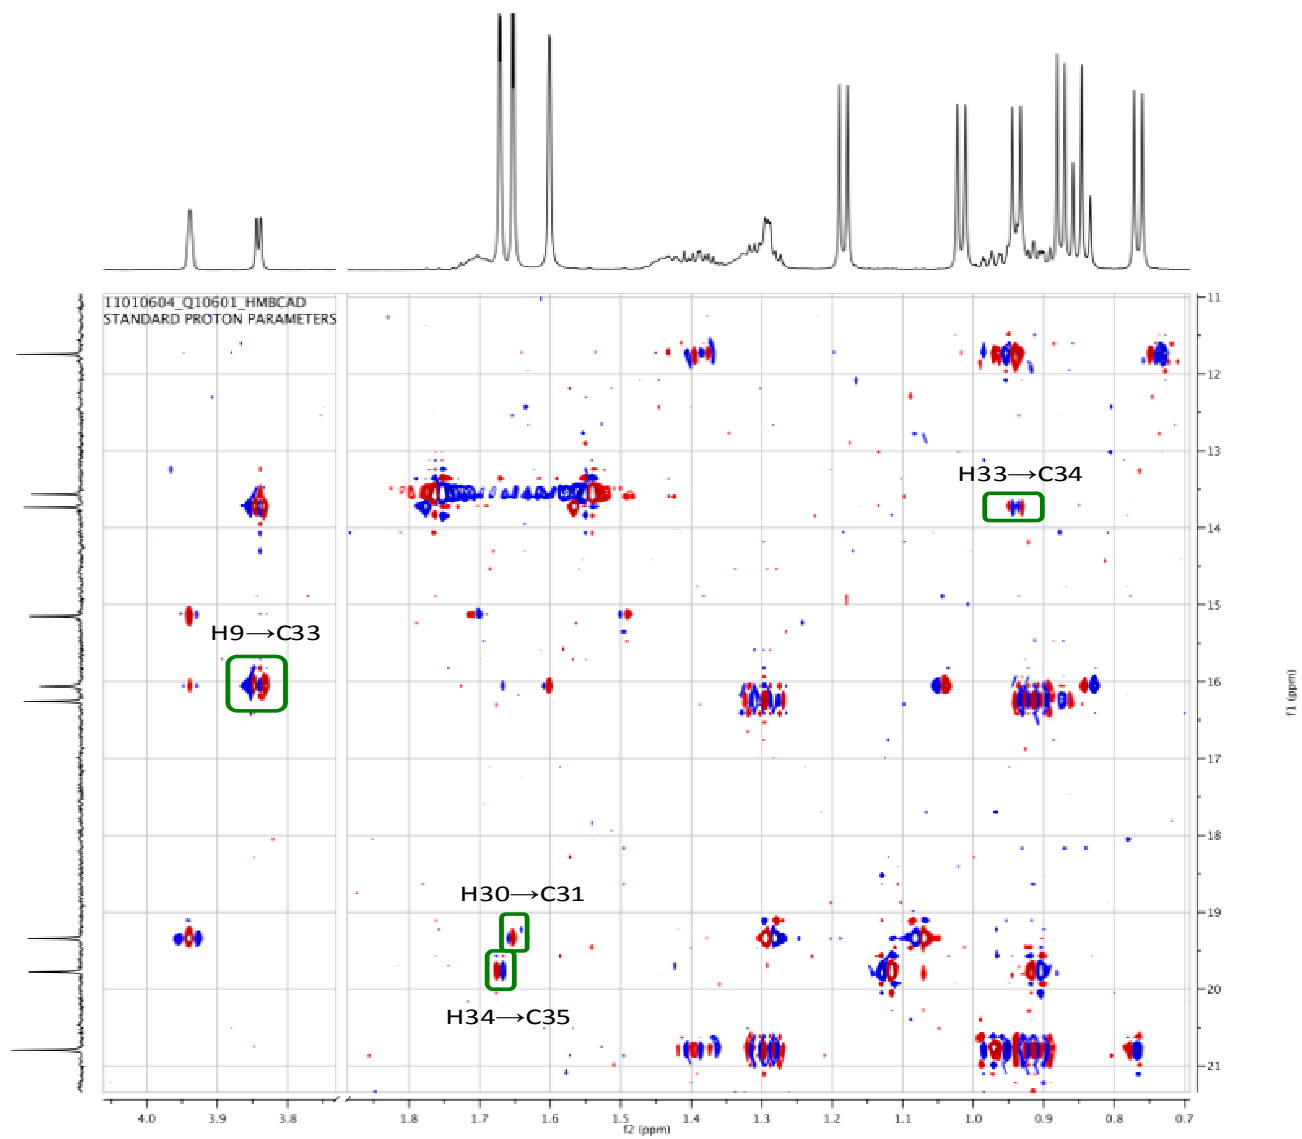 11010604_Q10601_HMBCAD
STANDARD PROTON PARAMETERS
11
12
13
H33→C34
14
15
H9→C33
16
f1 (ppm)
17
18
H30→C31
19
20
H34→C35
21
4.0 3.9 3.8 1.8 1.7 1.6 1.5 1.4 1.3 1.2 1.1 1.0 0.9 0.8 0.7
f2 (ppm)